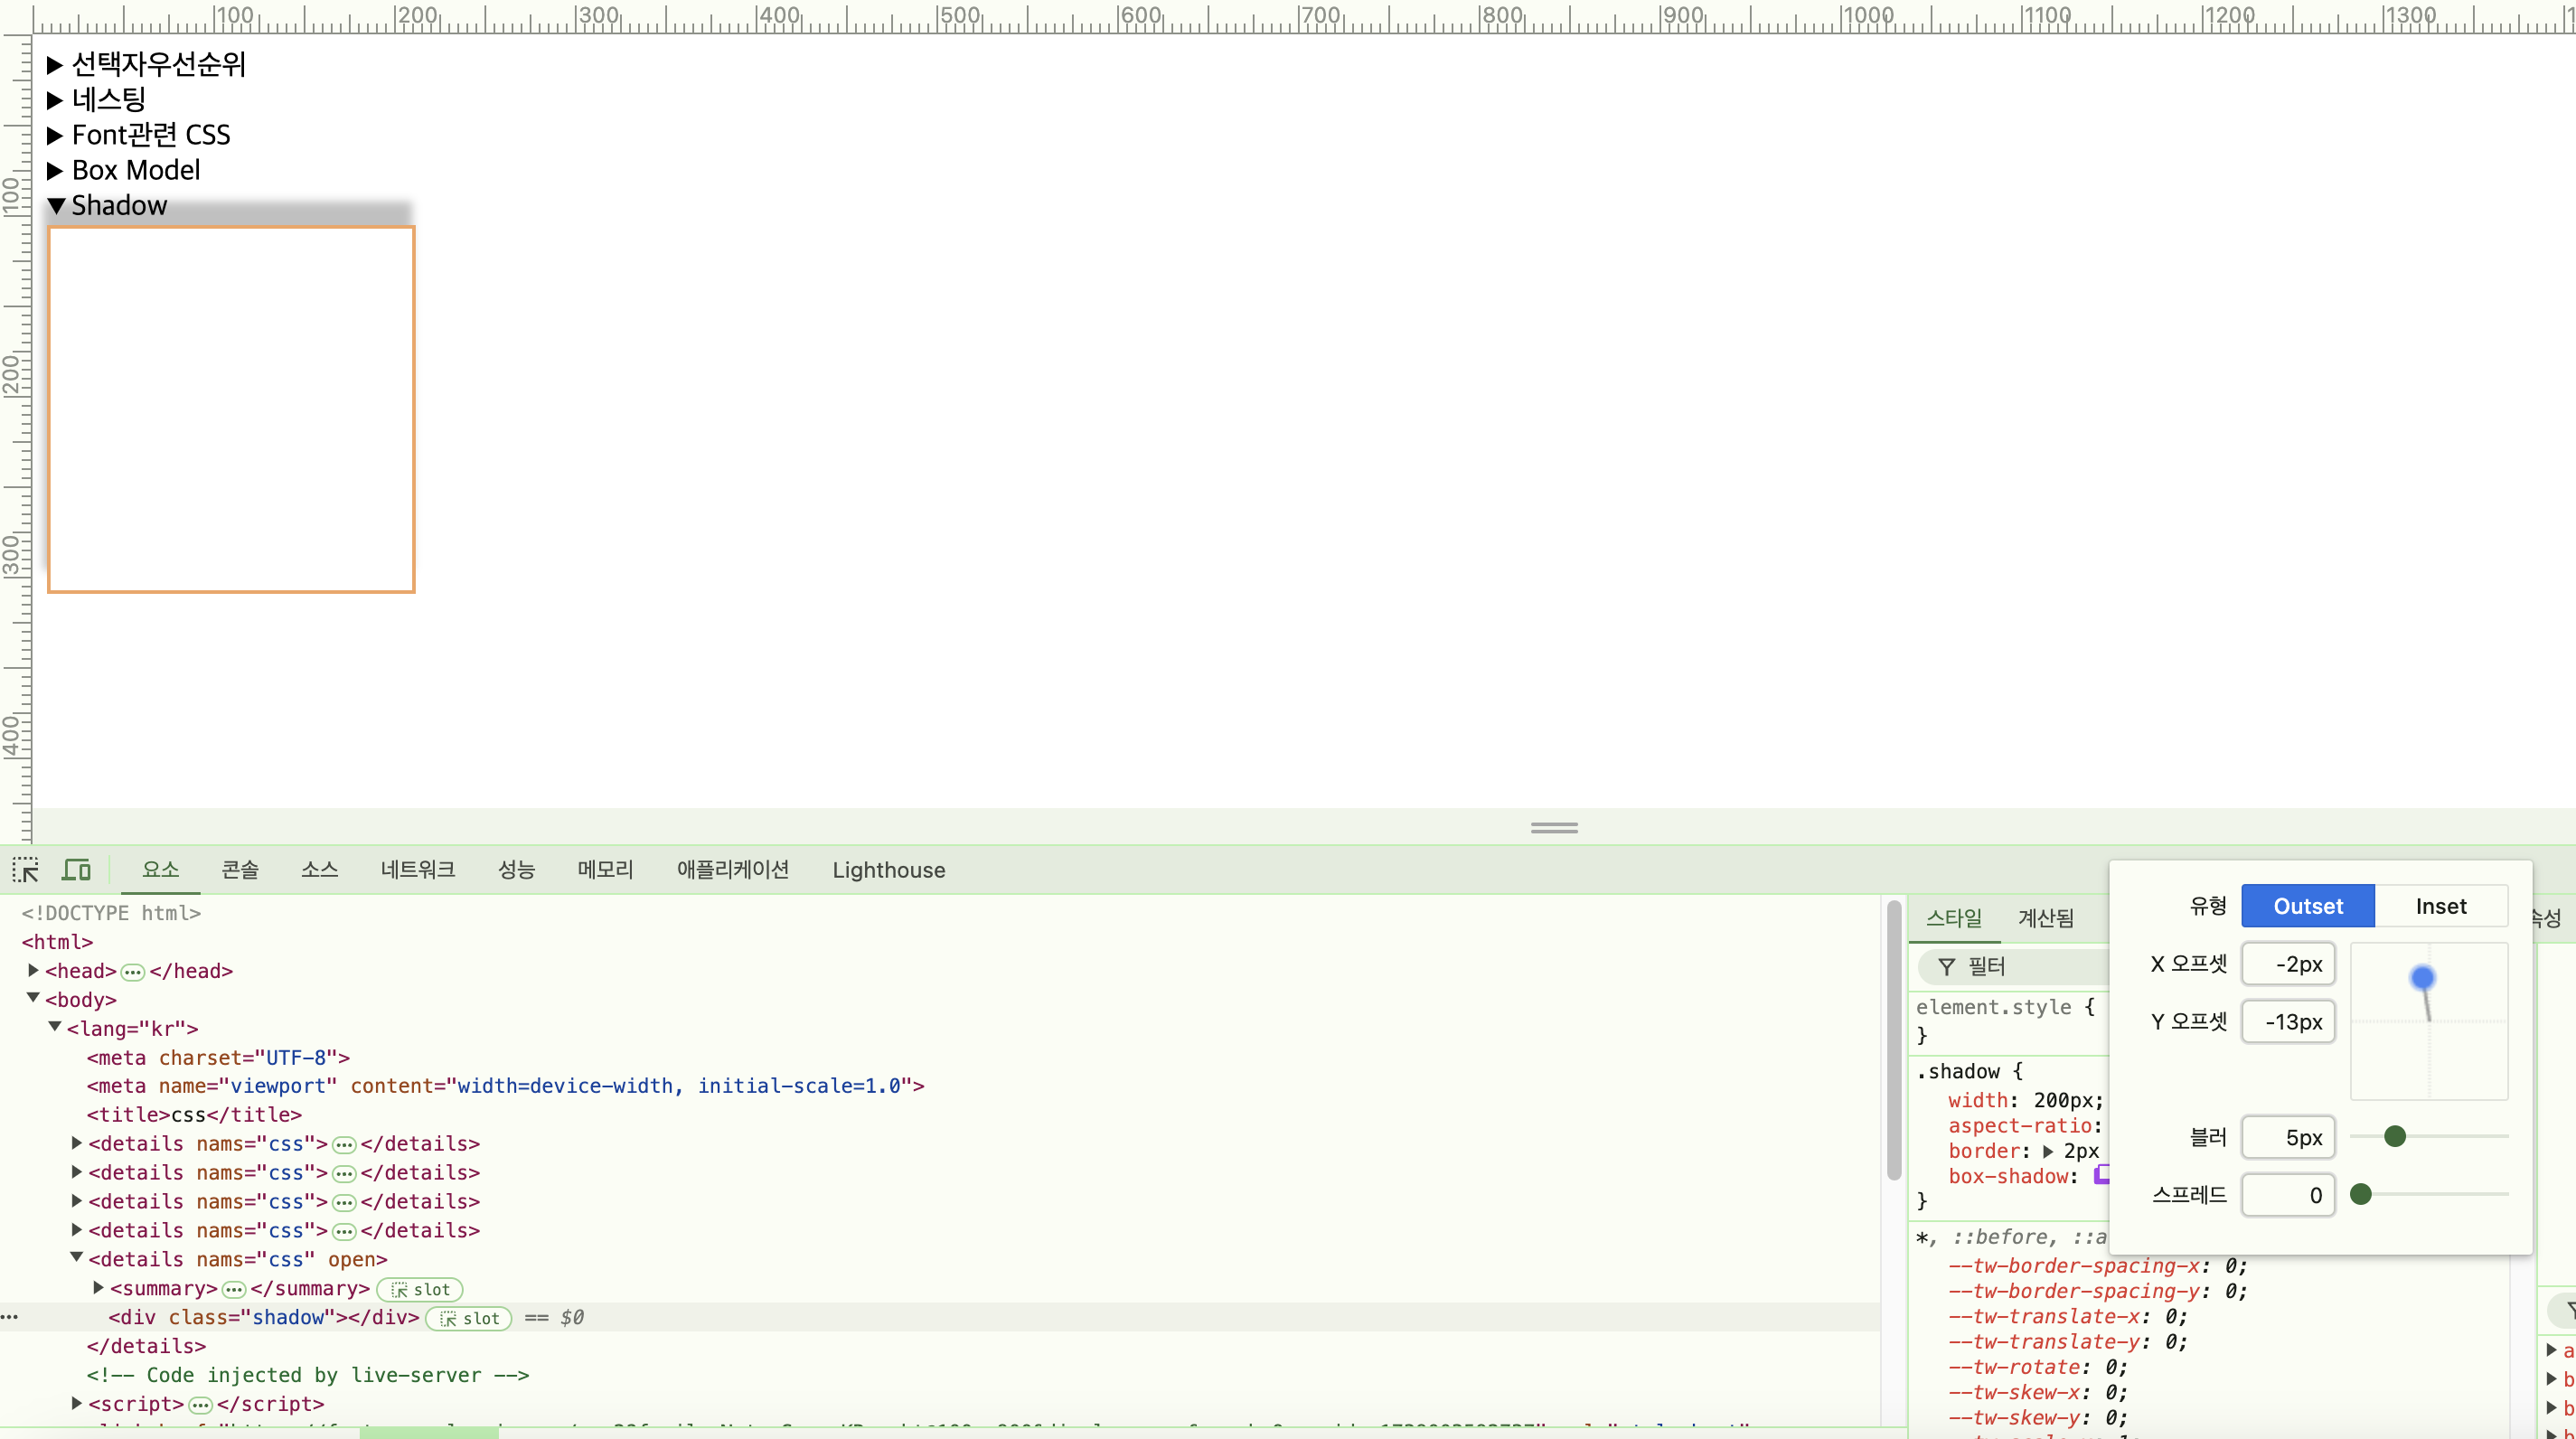 100 200 300 400 500 600 700 800 900 1000 1100 1200 1300
▶ 선택자우선순위
▶ 네스팅
▶ Font관련 CSS
▶ Box Model
▼ Shadow
100
200
300
400
요소 콘솔 소스 네트워크 성능 메모리 애플리케이션 Lighthouse
<!DOCTYPE html>
<html>
▶ <head> ••• </head>
▼ <body>
▼ <lang="kr">
<meta charset="UTF-8">
<meta name="viewport" content="width=device-width, initial-scale=1.0">
<title>css</title>
▶ <details nams="css"> ••• </details>
▶ <details nams="css"> ••• </details>
▶ <details nams="css"> ••• </details>
▶ <details nams="css"> ••• </details>
▼ <details nams="css" open>
▶ <summary> ••• </summary> slot
••• <div class="shadow"></div> slot == $0
</details>
<!-- Code injected by live-server -->
▶ <script> ••• </script>
스타일 계산됨 속성
필터
element.style {
}
.shadow {
width: 200px;
aspect-ratio:
border: ▶ 2px
box-shadow:
}
*, ::before, ::a
--tw-border-spacing-x: 0;
--tw-border-spacing-y: 0;
--tw-translate-x: 0;
--tw-translate-y: 0;
--tw-rotate: 0;
--tw-skew-x: 0;
--tw-skew-y: 0;
유형 Outset Inset
X 오프셋 -2px
Y 오프셋 -13px
블러 5px
스프레드 0
▶ a
▶ b
▶ b
▶ b